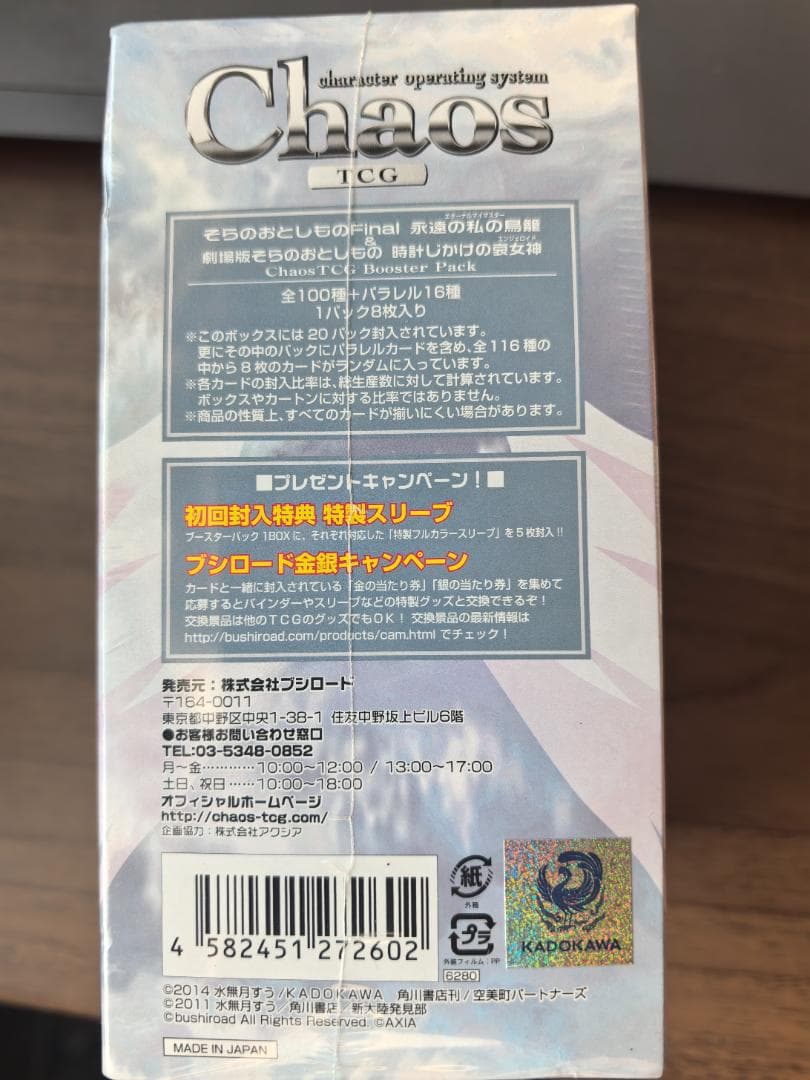 character operating system
Chaos
TCG
エターナルマイマスター
そらのおとしものFinal 永遠の私の鳥籠
&
エンジェロイド
劇場版そらのおとしもの 時計じかけの哀女神
ChaosTCG Booster Pack
全100種+パラレル16種
1パック8枚入り
※このボックスには20パック封入されています。
更にその中のパックにパラレルカードを含め、全116種の
中から8枚のカードがランダムに入っています。
※各カードの封入比率は、総生産数に対して計算されています。
ボックスやカートンに対する比率ではありません。
※商品の性質上、すべてのカードが揃いにくい場合があります。
■プレゼントキャンペーン!■
初回封入特典 特製スリーブ
ブースターパック1BOXに、それぞれ対応した「特製フルカラースリーブ」を5枚封入!!
ブシロード金銀キャンペーン
カードと一緒に封入されている「金の当たり券」「銀の当たり券」を集めて
応募するとバインダーやスリーブなどの特製グッズと交換できるぞ!
交換景品は他のTCGのグッズでもOK! 交換景品の最新情報は
http://bushiroad.com/products/cam.htmlでチェック!
発売元:株式会社ブシロード
〒164-0011
東京都中野区中央1-38-1 住友中野坂上ビル6階
●お客様お問い合わせ窓口
TEL:03-5348-0852
月~金…………10:00~12:00 / 13:00~17:00
土日、祝日……10:00~18:00
オフィシャルホームページ
http://chaos-tcg.com/
企画協力:株式会社アクシア
紙
外箱
プラ
外装フィルム:PP
6280
KADOKAWA
4 582451 272602
©2014 水無月すう/KADOKAWA 角川書店刊/空美町パートナーズ
©2011 水無月すう/角川書店/新大陸発見部
©bushiroad All Rights Reserved. ©AXIA
MADE IN JAPAN